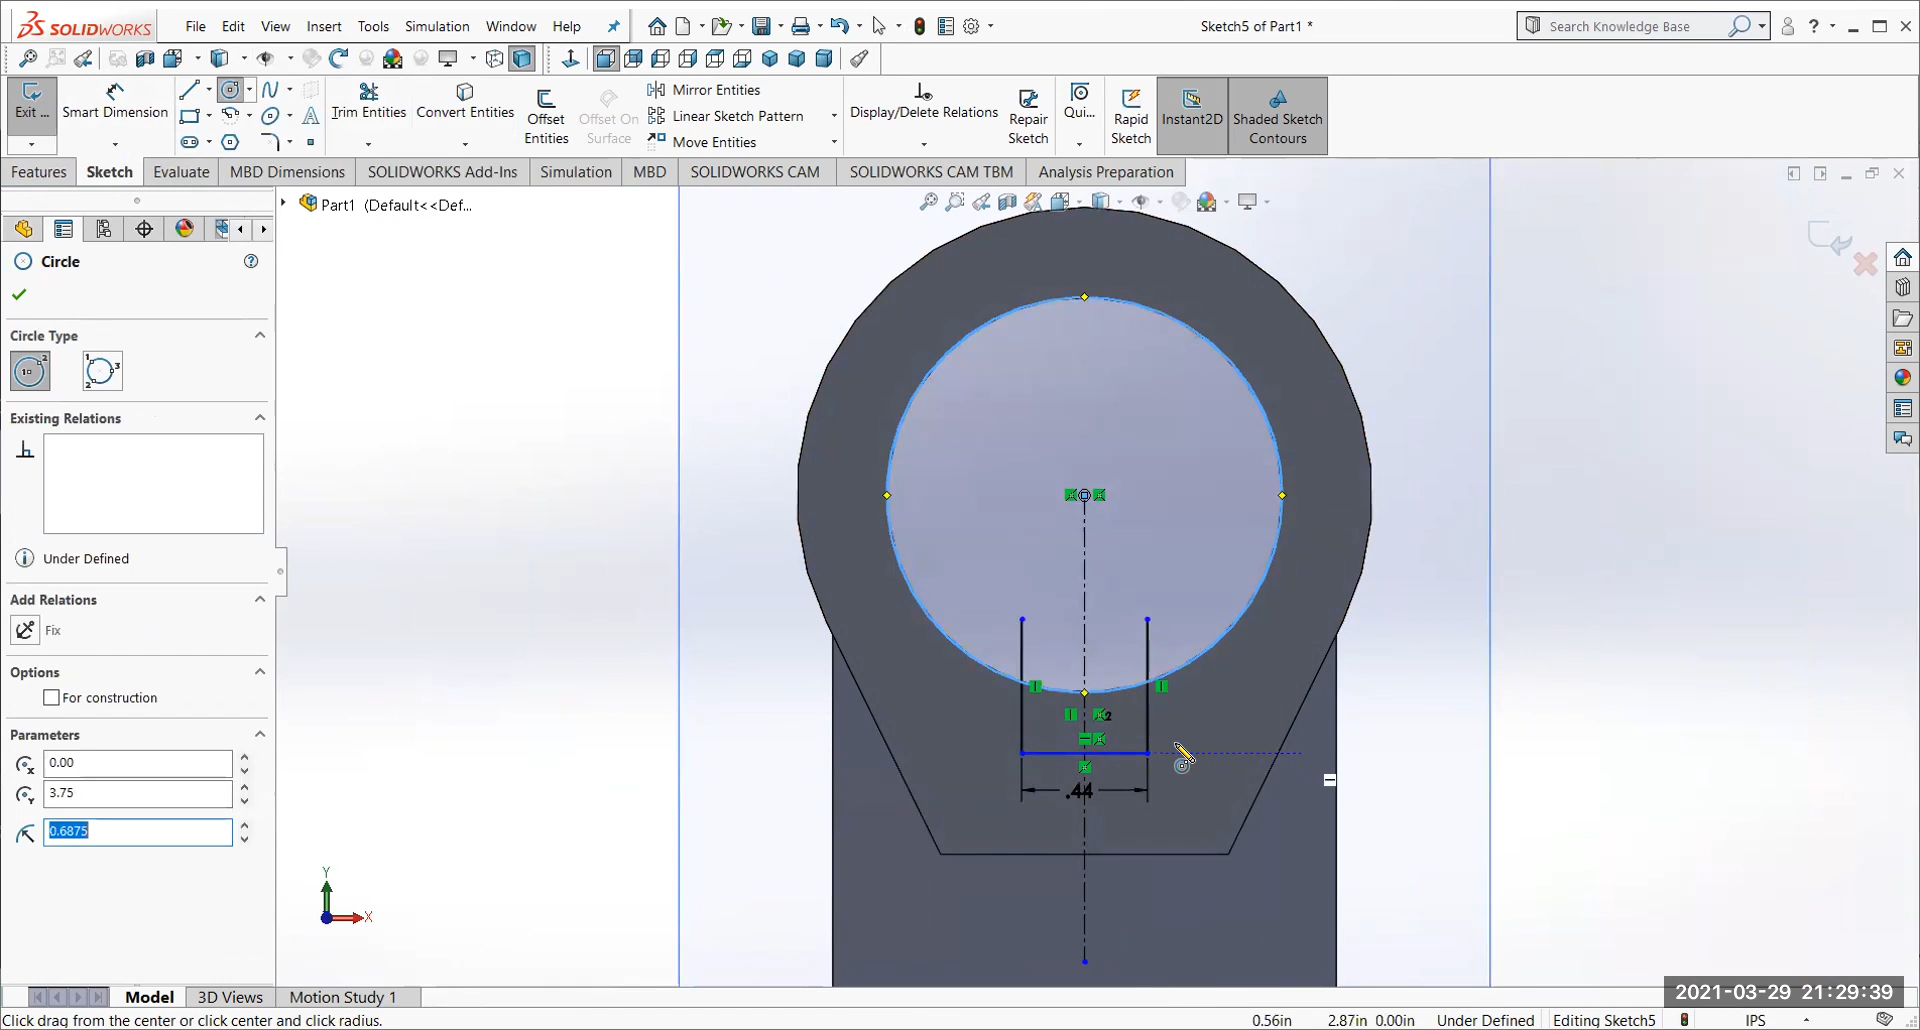 SOLIDWORKS File Edit View Insert Tools Simulation Window Help Sketch5 of Part1 * Search Knowledge Base ?
Exit ... Smart Dimension Trim Entities Convert Entities Offset Entities Offset On Surface Mirror Entities Linear Sketch Pattern Move Entities Display/Delete Relations Repair Sketch Qui... Rapid Sketch Instant2D Shaded Sketch Contours
Features Sketch Evaluate MBD Dimensions SOLIDWORKS Add-Ins Simulation MBD SOLIDWORKS CAM SOLIDWORKS CAM TBM Analysis Preparation
Part1 (Default<<Def...
Circle
Circle Type
Existing Relations
Under Defined
Add Relations
Fix
Options
For construction
Parameters
0.00
3.75
0.6875
.44
2
Y
X
Model 3D Views Motion Study 1
2021-03-29 21:29:39
Click drag from the center or click center and click radius. 0.56in 2.87in 0.00in Under Defined Editing Sketch5 IPS